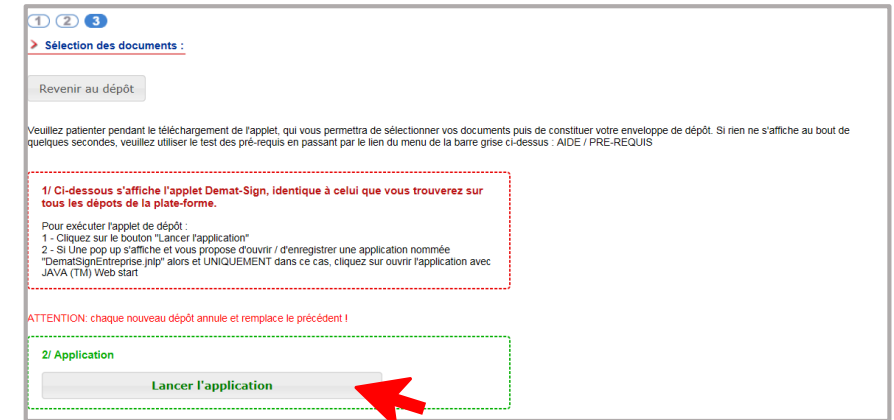 1 2 3
Sélection des documents :
Revenir au dépôt
Veuillez patienter pendant le téléchargement de l'applet, qui vous permettra de sélectionner vos documents puis de constituer votre enveloppe de dépôt. Si rien ne s'affiche au bout de
quelques secondes, veuillez utiliser le test des pré-requis en passant par le lien du menu de la barre grise ci-dessus : AIDE / PRE-REQUIS
1/ Ci-dessous s'affiche l'applet Demat-Sign, identique à celui que vous trouverez sur
tous les dépots de la plate-forme.
Pour exécuter l'applet de dépôt :
1 - Cliquez sur le bouton "Lancer l'application"
2 - Si Une pop up s'affiche et vous propose d'ouvrir / d'enregistrer une application nommée
"DematSignEntreprise.jnlp" alors et UNIQUEMENT dans ce cas, cliquez sur ouvrir l'application avec
JAVA (TM) Web start
ATTENTION: chaque nouveau dépôt annule et remplace le précédent !
2/ Application
Lancer l'application